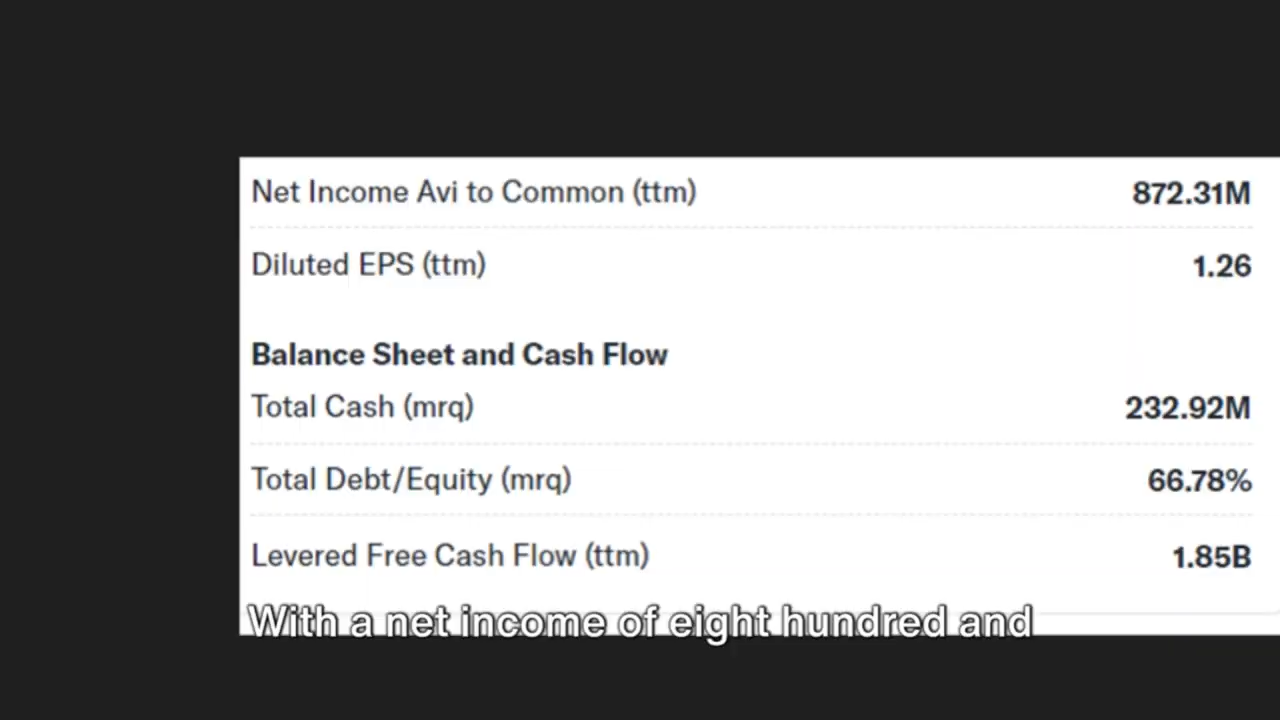 Net Income Avi to Common (ttm) 872.31M
Diluted EPS (ttm) 1.26
Balance Sheet and Cash Flow
Total Cash (mrq) 232.92M
Total Debt/Equity (mrq) 66.78%
Levered Free Cash Flow (ttm) 1.85B
With a net income of eight hundred and